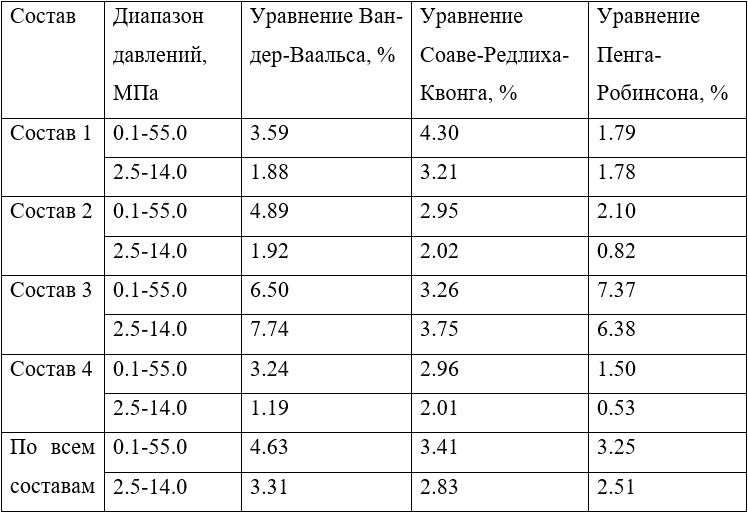 Состав Диапазон давлений, МПа Уравнение Ван-дер-Ваальса, % Уравнение Соаве-Редлиха-Квонга, % Уравнение Пенга-Робинсона, %
Состав 1 0.1-55.0 3.59 4.30 1.79
2.5-14.0 1.88 3.21 1.78
Состав 2 0.1-55.0 4.89 2.95 2.10
2.5-14.0 1.92 2.02 0.82
Состав 3 0.1-55.0 6.50 3.26 7.37
2.5-14.0 7.74 3.75 6.38
Состав 4 0.1-55.0 3.24 2.96 1.50
2.5-14.0 1.19 2.01 0.53
По всем 0.1-55.0 4.63 3.41 3.25
составам 2.5-14.0 3.31 2.83 2.51